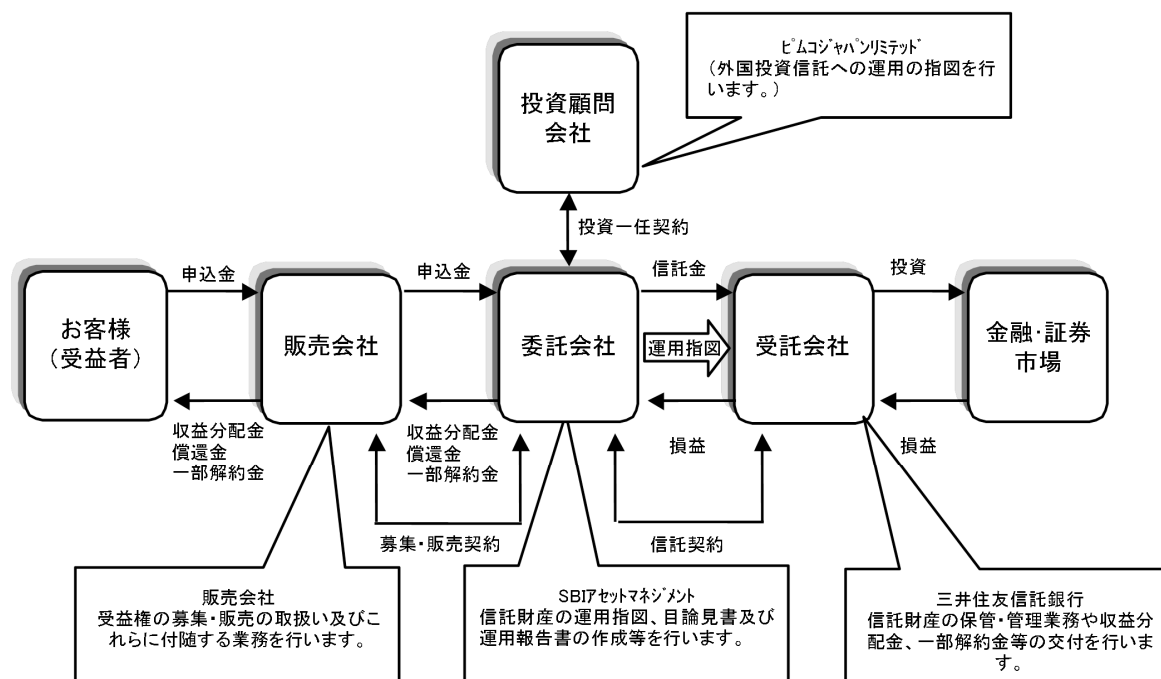 ﾋﾟﾑｺｼﾞｬﾊﾟﾝﾘﾐﾃｯﾄﾞ
（外国投資信託への運用の指図を行
います。）
投資顧問
会社
投資一任契約
申込金
申込金
信託金
投資
お客様
（受益者）
販売会社
委託会社
運用指図
受託会社
金融・証券
市場
収益分配金
償還金
一部解約金
収益分配金
償還金
一部解約金
損益
損益
募集・販売契約
信託契約
販売会社
受益権の募集・販売の取扱い及びこ
れらに付随する業務を行います。
SBIｱｾｯﾄﾏﾈｼﾞﾒﾝﾄ
信託財産の運用指図、目論見書及び
運用報告書の作成等を行います。
三井住友信託銀行
信託財産の保管・管理業務や収益分
配金、一部解約金等の交付を行いま
す。